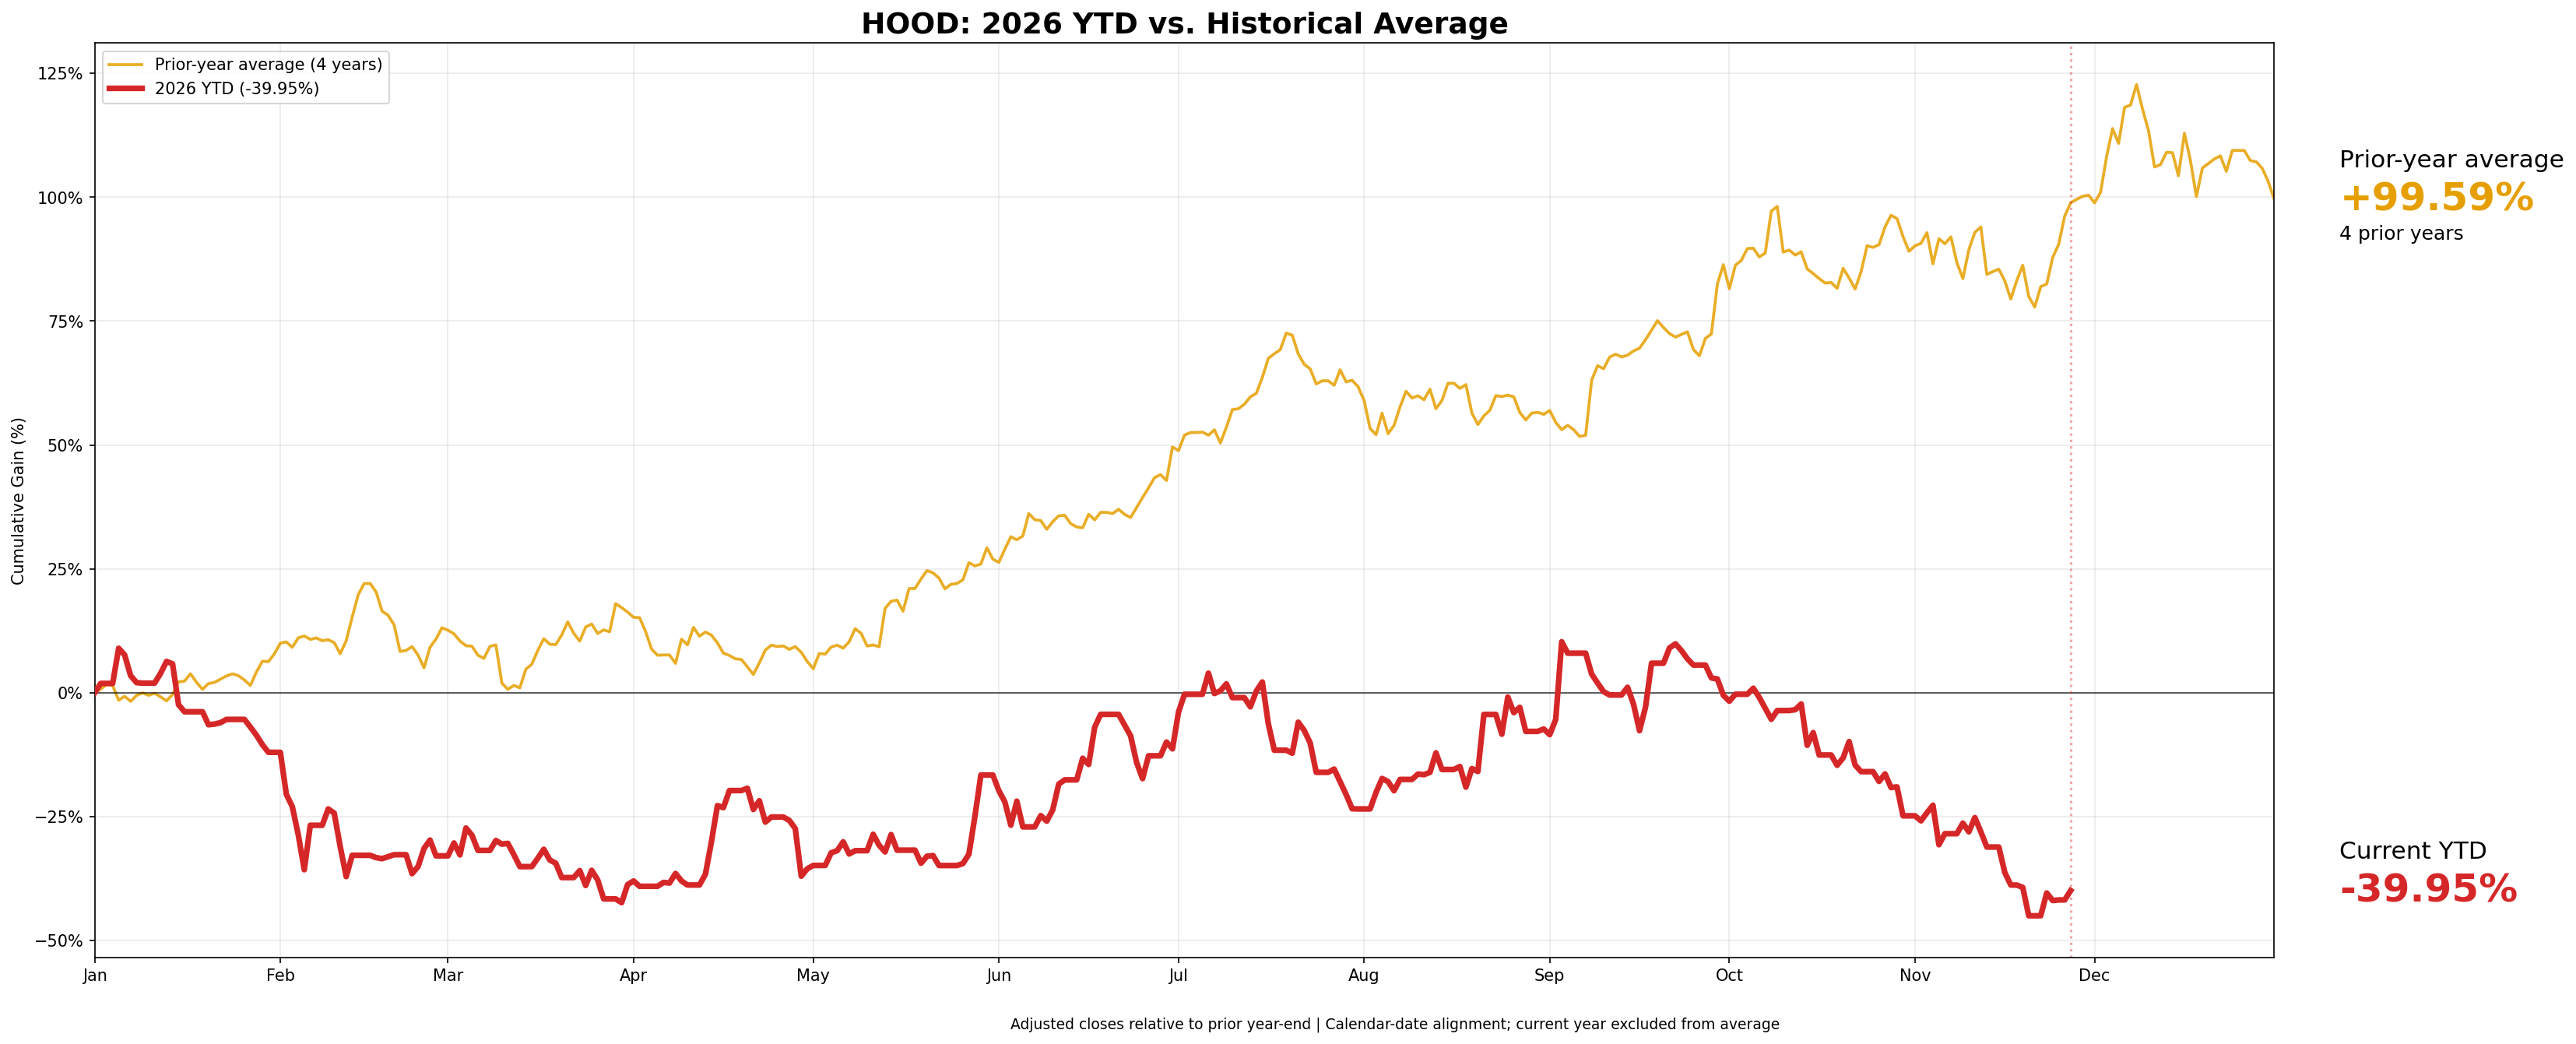 HOOD: 2026 YTD vs. Historical Average
Prior-year average (4 years)
2026 YTD (-39.95%)
Cumulative Gain (%)
125%
100%
75%
50%
25%
0%
−25%
−50%
Jan Feb Mar Apr May Jun Jul Aug Sep Oct Nov Dec
Prior-year average
+99.59%
4 prior years
Current YTD
-39.95%
Adjusted closes relative to prior year-end | Calendar-date alignment; current year excluded from average